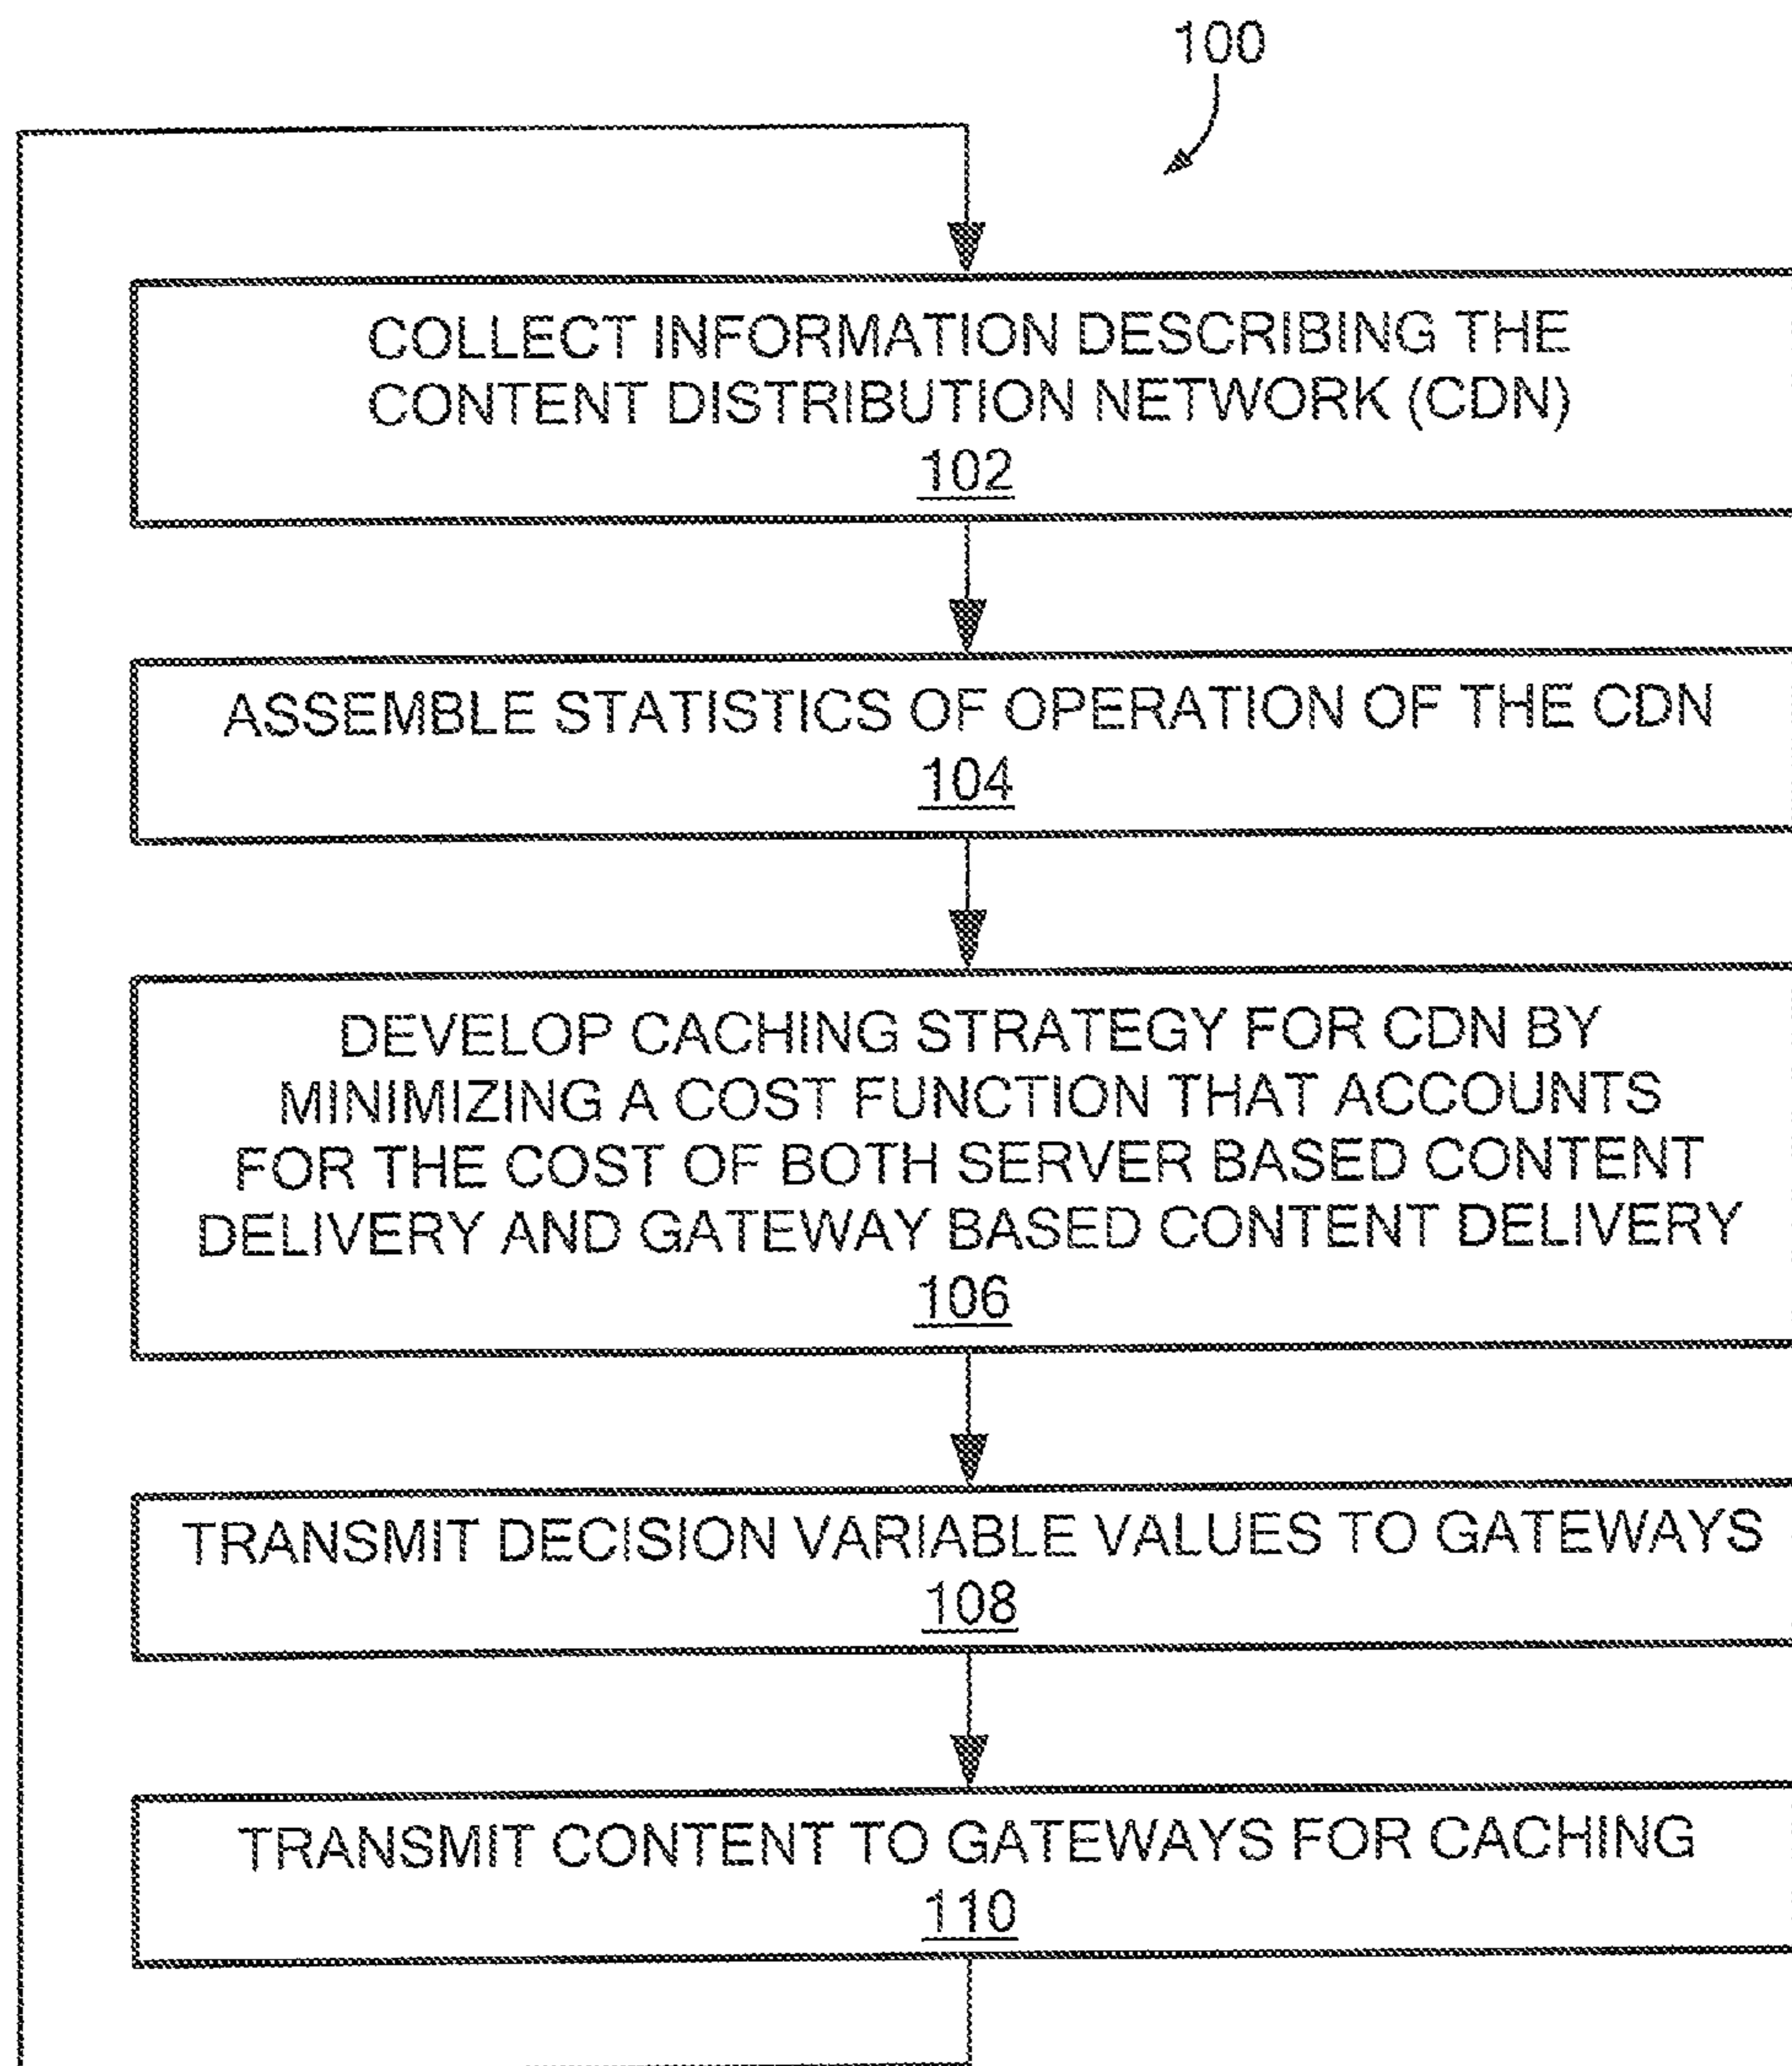 100
COLLECT INFORMATION DESCRIBING THE
CONTENT DISTRIBUTION NETWORK (CDN)
102
ASSEMBLE STATISTICS OF OPERATION OF THE CDN
104
DEVELOP CACHING STRATEGY FOR CDN BY
MINIMIZING A COST FUNCTION THAT ACCOUNTS
FOR THE COST OF BOTH SERVER BASED CONTENT
DELIVERY AND GATEWAY BASED CONTENT DELIVERY
106
TRANSMIT DECISION VARIABLE VALUES TO GATEWAYS
108
TRANSMIT CONTENT TO GATEWAYS FOR CACHING
110